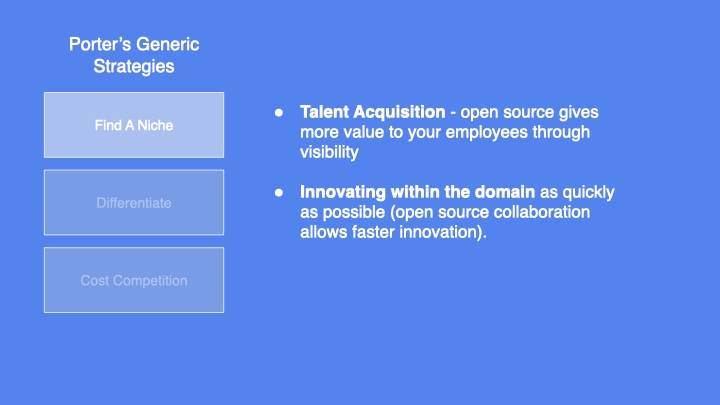 Porter’s Generic
Strategies
Find A Niche
Differentiate
Cost Competition
● Talent Acquisition - open source gives
more value to your employees through
visibility
● Innovating within the domain as quickly
as possible (open source collaboration
allows faster innovation).